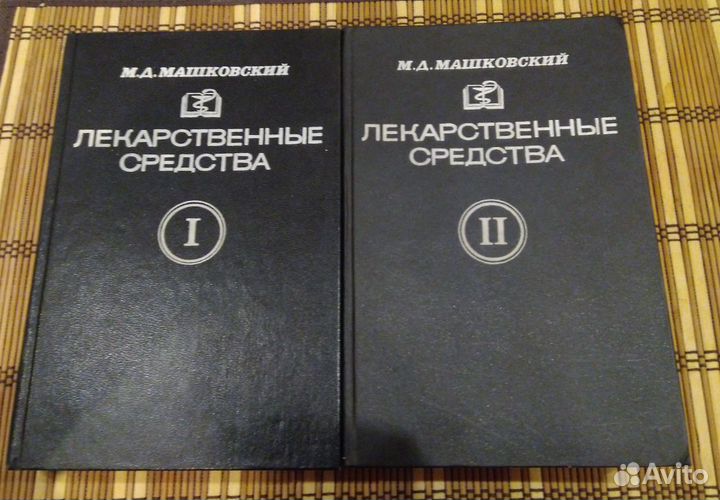 М.Д.МАШКОВСКИЙ
ЛЕКАРСТВЕННЫЕ
СРЕДСТВА
I
М.Д.МАШКОВСКИЙ
ЛЕКАРСТВЕННЫЕ
СРЕДСТВА
II
Avito